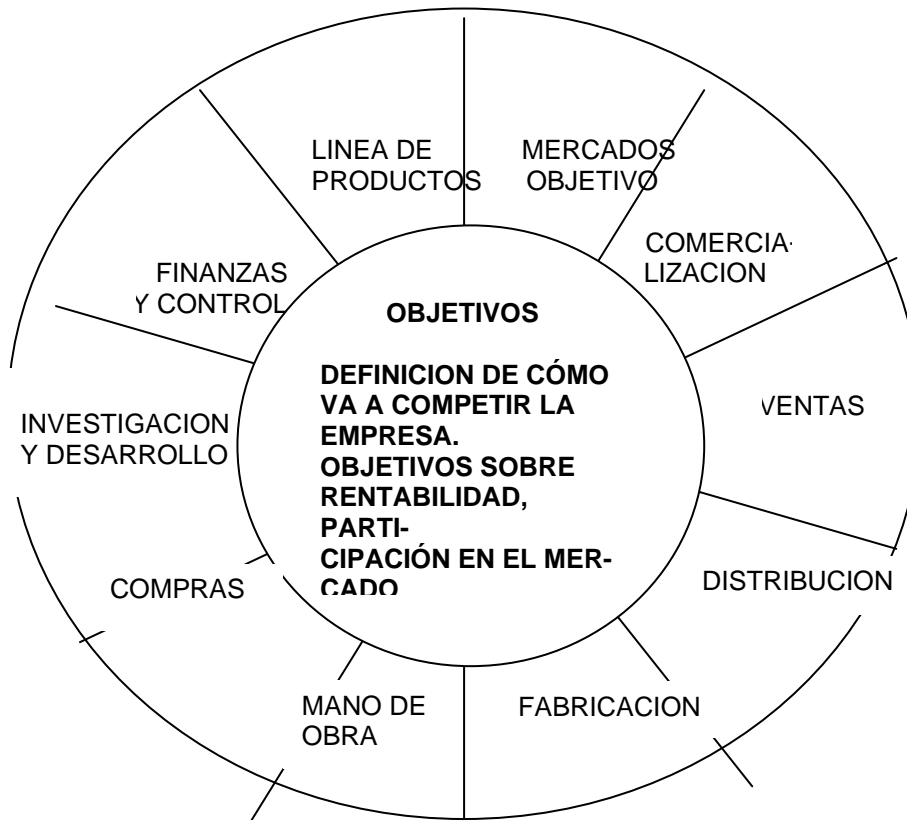 LINEA DE
PRODUCTOS
MERCADOS
OBJETIVO
COMERCIA-
LIZACION
VENTAS
DISTRIBUCION
FABRICACION
MANO DE
OBRA
COMPRAS
INVESTIGACION
Y DESARROLLO
FINANZAS
Y CONTROL
OBJETIVOS
DEFINICION DE CÓMO
VA A COMPETIR LA
EMPRESA.
OBJETIVOS SOBRE
RENTABILIDAD,
PARTI-
CIPACIÓN EN EL MER-
CADO